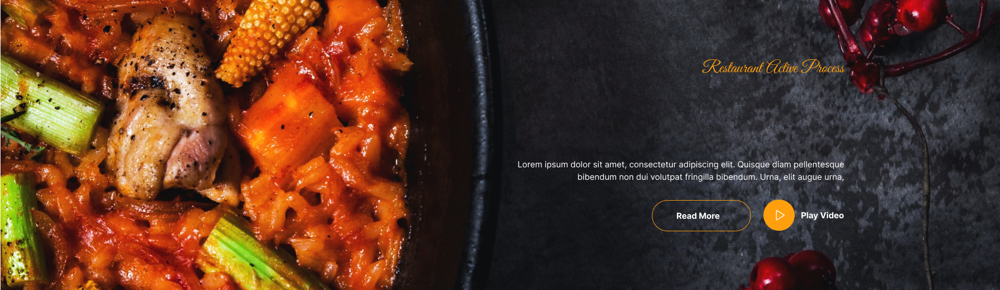 Restaurant Active Process
Lorem ipsum dolor sit amet, consectetur adipiscing elit. Quisque diam pellentesque
bibendum non dui volutpat fringilla bibendum. Urna, elit augue urna,
Read More
Play Video